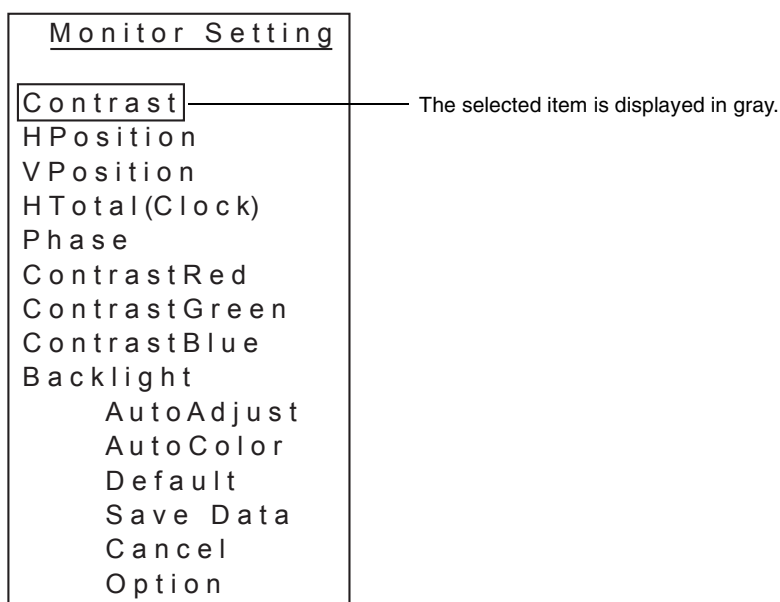 Monitor Setting
Contrast
The selected item is displayed in gray.
HPosition
VPosition
HTotal(Clock)
Phase
ContrastRed
ContrastGreen
ContrastBlue
Backlight
AutoAdjust
AutoColor
Default
Save Data
Cancel
Option